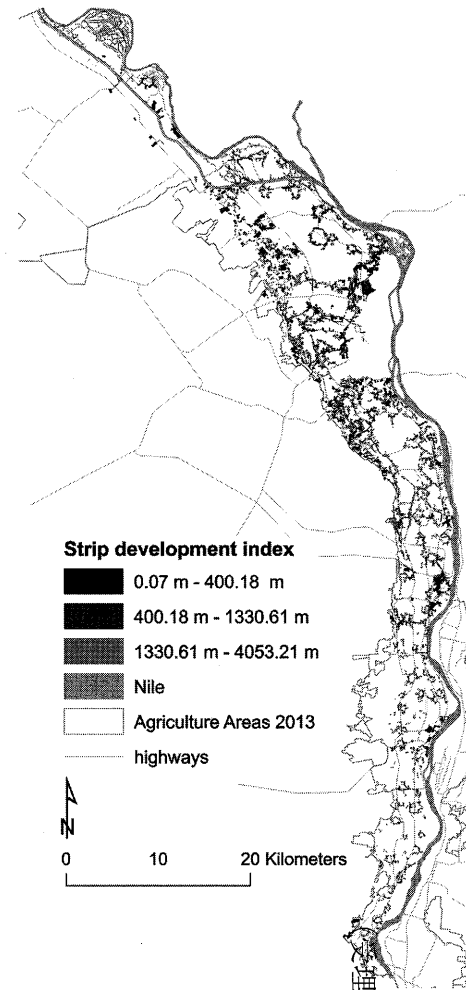 Strip development index
0.07 m - 400.18 m
400.18 m - 1330.61 m
1330.61 m - 4053.21 m
Nile
Agriculture Areas 2013
highways
N
0 10 20 Kilometers